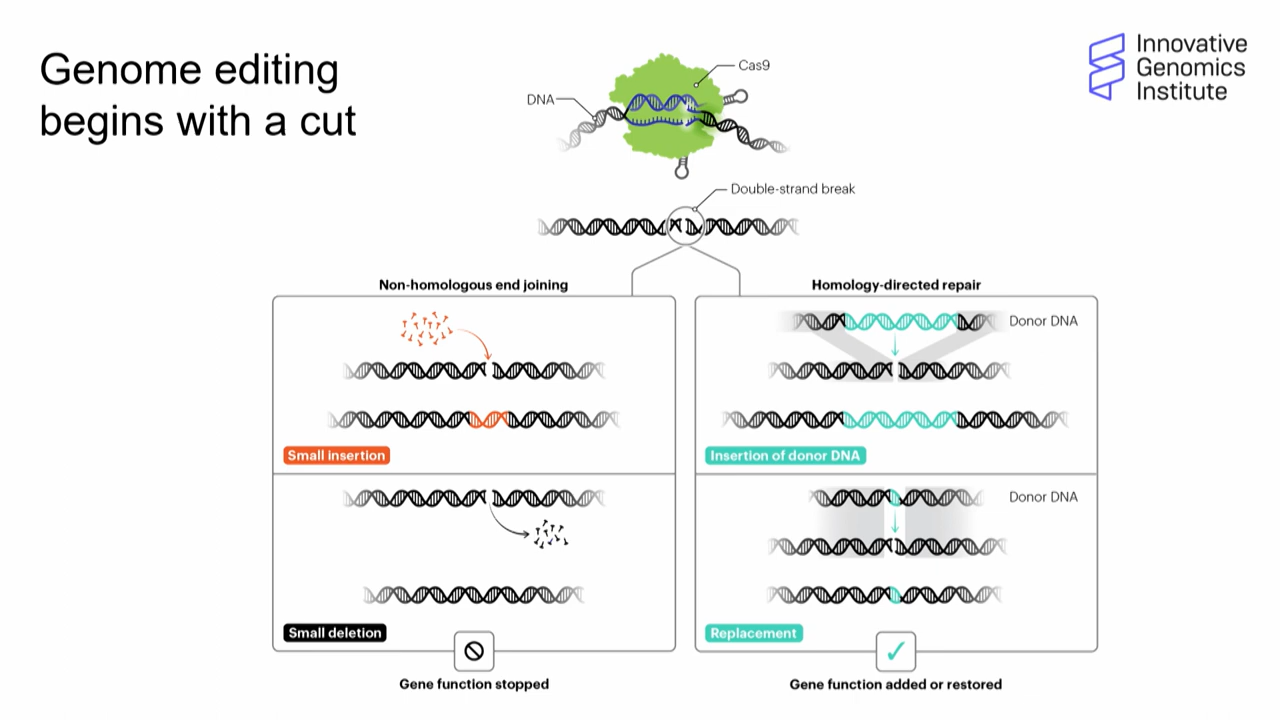 Genome editing
begins with a cut
Innovative
Genomics
Institute
Cas9
DNA
Double-strand break
Non-homologous end joining
Small insertion
Small deletion
Gene function stopped
Homology-directed repair
Donor DNA
Insertion of donor DNA
Donor DNA
Replacement
Gene function added or restored